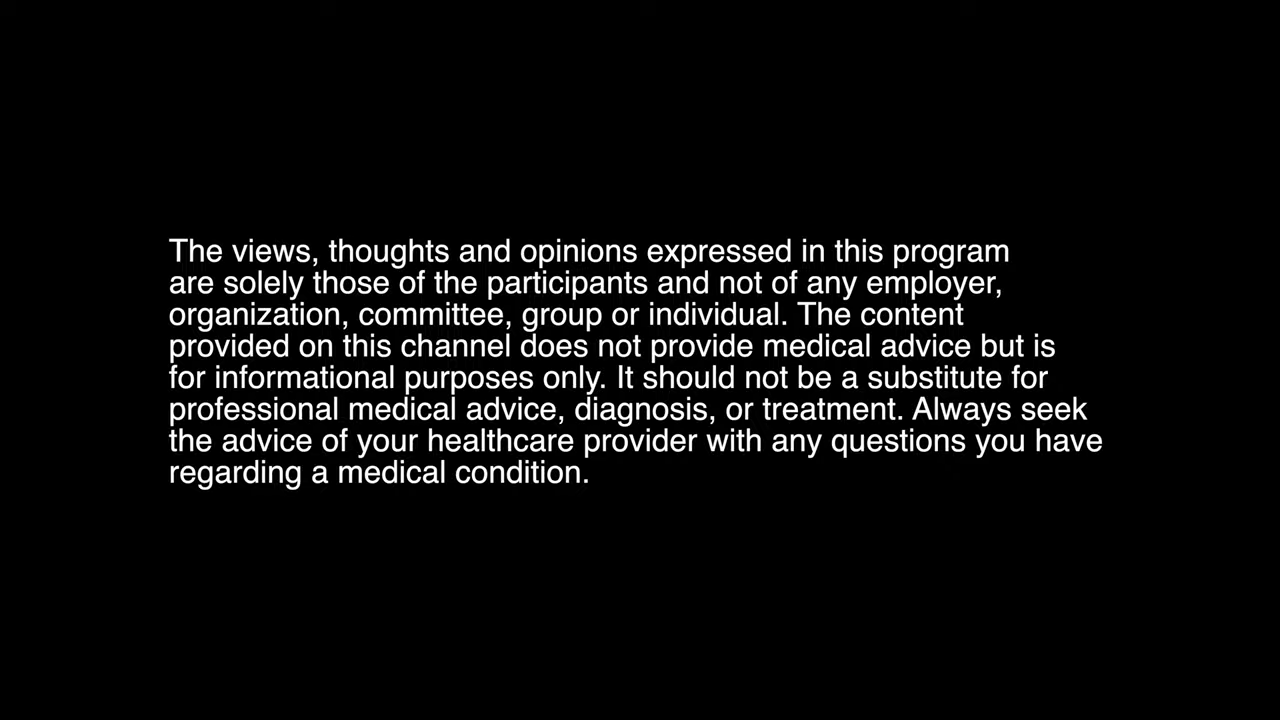 The views, thoughts and opinions expressed in this program
are solely those of the participants and not of any employer,
organization, committee, group or individual. The content
provided on this channel does not provide medical advice but is
for informational purposes only. It should not be a substitute for
professional medical advice, diagnosis, or treatment. Always seek
the advice of your healthcare provider with any questions you have
regarding a medical condition.